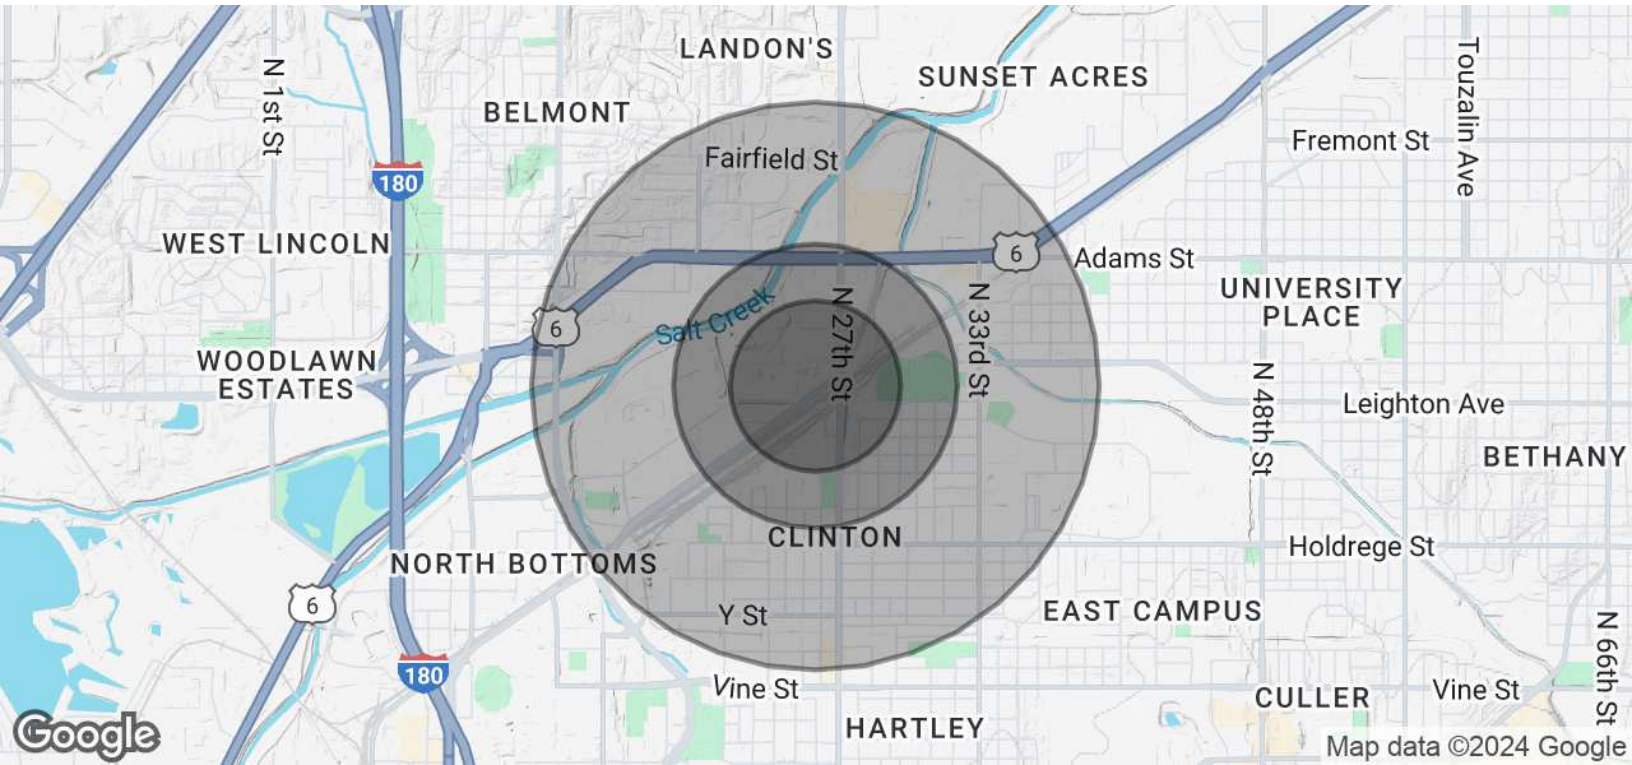 LANDON'S
SUNSET ACRES
N 1st St
Touzalin Ave
BELMONT
Fremont St
Fairfield St
180
WEST LINCOLN
6
Adams St
UNIVERSITY
PLACE
Salt Creek
N 27th St
N 33rd St
6
WOODLAWN
ESTATES
N 48th St
Leighton Ave
BETHANY
CLINTON
Holdrege St
NORTH BOTTOMS
6
Y St
EAST CAMPUS
N 66th St
180
Vine St
CULLER
Vine St
HARTLEY
Google
Map data ©2024 Google